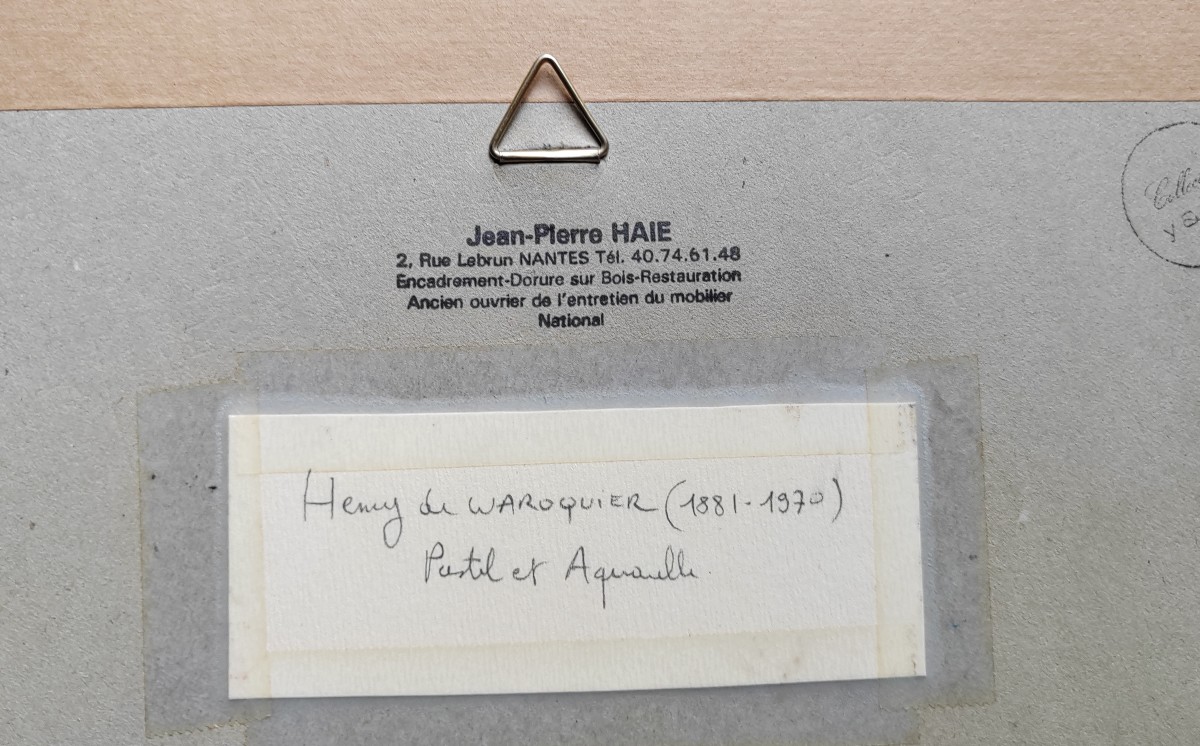 Jean-Pierre HAIE
2, Rue Lebrun NANTES Tél. 40.74.61.48
Encadrement-Dorure sur Bois-Restauration
Ancien ouvrier de l'entretien du mobilier
National
Henry de WAROQUIER (1881-1970)
Pastel et Aquarelle